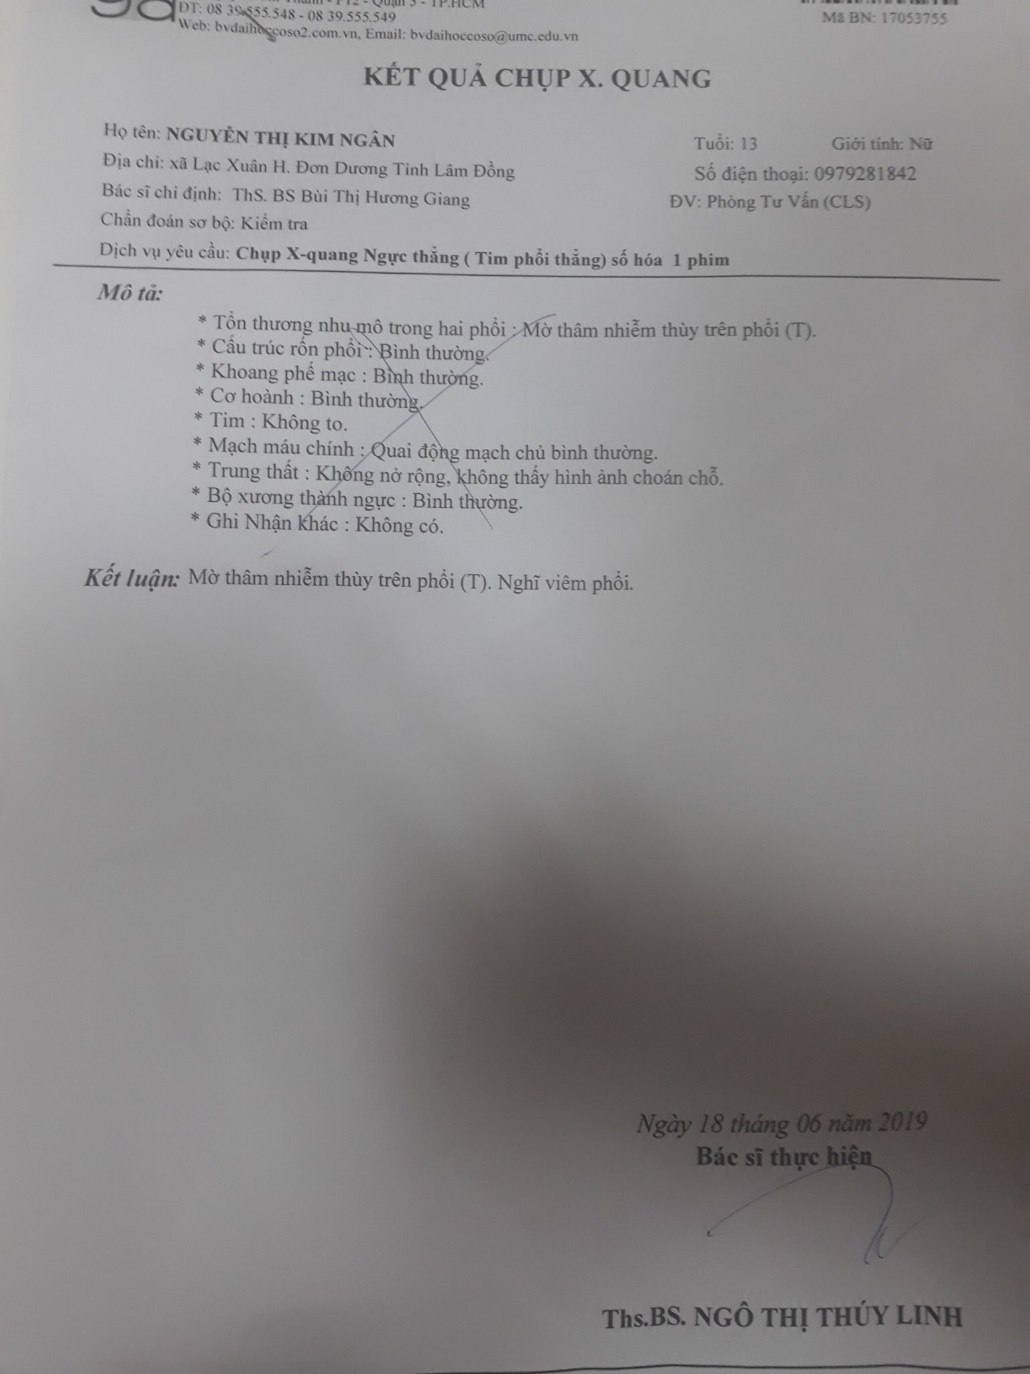 - P12 - Quận 5 - TP.HCM
ĐT: 08 39.555.548 - 08 39.555.549
Web: bvdaihoccoso2.com.vn, Email: bvdaihoccoso@umc.edu.vn
Mã BN: 17053755
KẾT QUẢ CHỤP X. QUANG
Họ tên: NGUYỄN THỊ KIM NGÂN Tuổi: 13 Giới tính: Nữ
Địa chỉ: xã Lạc Xuân H. Đơn Dương Tỉnh Lâm Đồng Số điện thoại: 0979281842
Bác sĩ chỉ định: ThS. BS Bùi Thị Hương Giang ĐV: Phòng Tư Vấn (CLS)
Chẩn đoán sơ bộ: Kiểm tra
Dịch vụ yêu cầu: Chụp X-quang Ngực thẳng ( Tim phổi thẳng) số hóa 1 phim
Mô tả:
* Tổn thương nhu mô trong hai phổi : Mờ thâm nhiễm thùy trên phổi (T).
* Cấu trúc rốn phổi : Bình thường.
* Khoang phế mạc : Bình thường.
* Cơ hoành : Bình thường.
* Tim : Không to.
* Mạch máu chính : Quai động mạch chủ bình thường.
* Trung thất : Không nở rộng, không thấy hình ảnh choán chỗ.
* Bộ xương thành ngực : Bình thường.
* Ghi Nhận khác : Không có.
Kết luận: Mờ thâm nhiễm thùy trên phổi (T). Nghĩ viêm phổi.
Ngày 18 tháng 06 năm 2019
Bác sĩ thực hiện
Ths.BS. NGÔ THỊ THÚY LINH